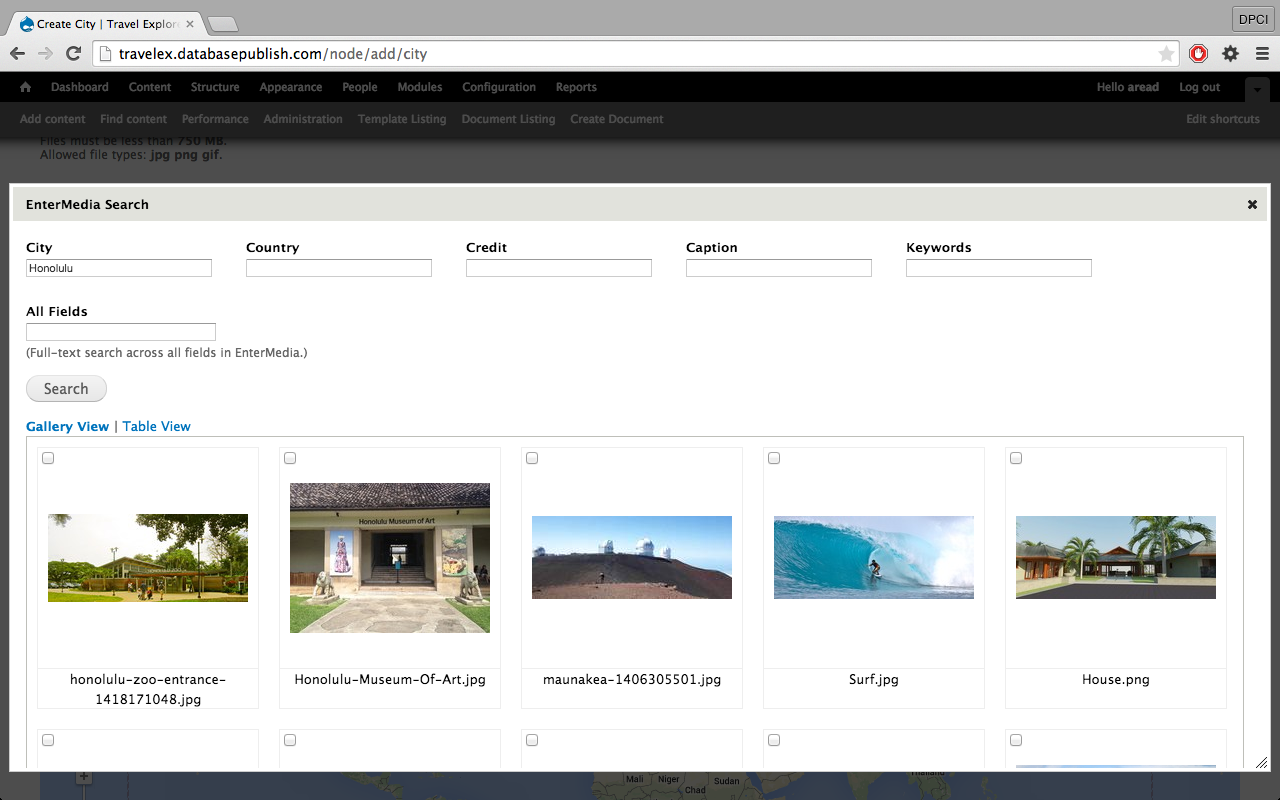 Create City | Travel Explor
DPCI
travelex.databasepublish.com/node/add/city
Dashboard Content Structure Appearance People Modules Configuration Reports Hello aread Log out
Add content Find content Performance Administration Template Listing Document Listing Create Document Edit shortcuts
Files must be less than 750 MB.
Allowed file types: jpg png gif.
EnterMedia Search
City Country Credit Caption Keywords
Honolulu
All Fields
(Full-text search across all fields in EnterMedia.)
Search
Gallery View | Table View
Honolulu Museum of Art
honolulu-zoo-entrance-
1418171048.jpg
Honolulu-Museum-Of-Art.jpg
maunakea-1406305501.jpg
Surf.jpg
House.png
Mali Niger Sudan
Chad
Thailand